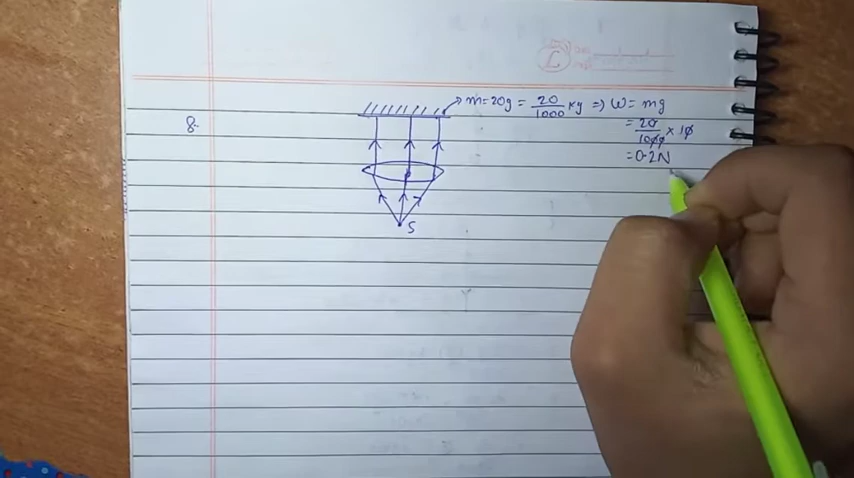 8.
m=20g = 20/1000 kg => W = mg
= 20/1000 × 10
= 0.2N
S